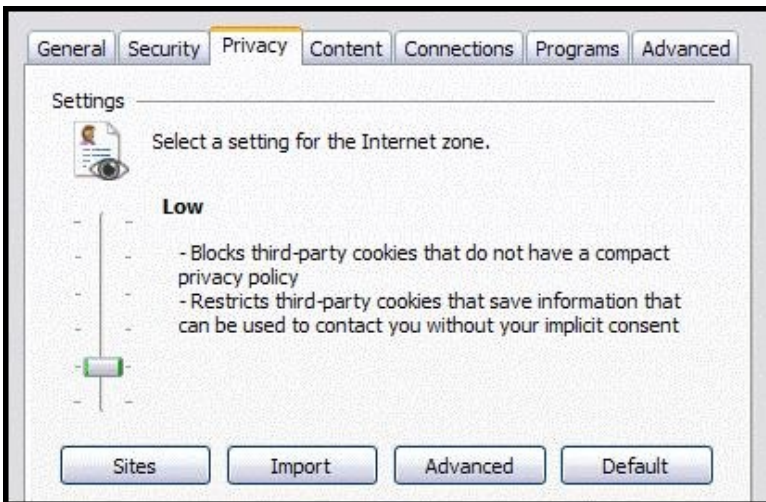 General Security Privacy Content Connections Programs Advanced
Settings
Select a setting for the Internet zone.
Low
- Blocks third-party cookies that do not have a compact
privacy policy
- Restricts third-party cookies that save information that
can be used to contact you without your implicit consent
Sites Import Advanced Default